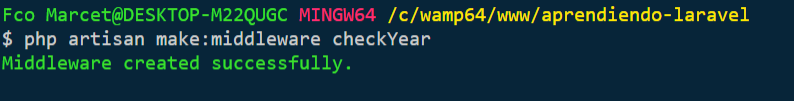 Fco Marcet@DESKTOP-M22QUGC MINGW64 /c/wamp64/www/aprendiendo-laravel
$ php artisan make:middleware checkYear
Middleware created successfully.